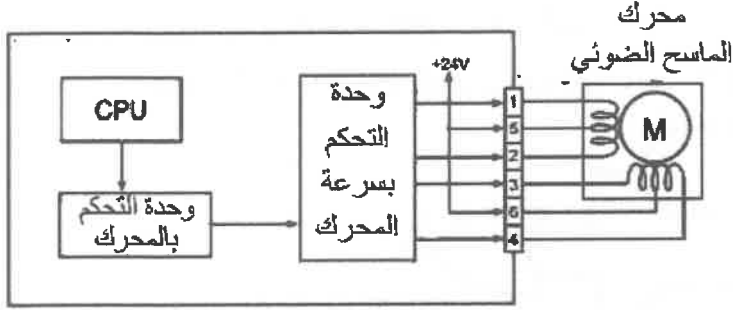 محرك
الماسح الضوئي
+24V
CPU
وحدة
التحكم
بسرعة
المحرك
وحدة التحكم
بالمحرك
1
5
2
3
6
4
M